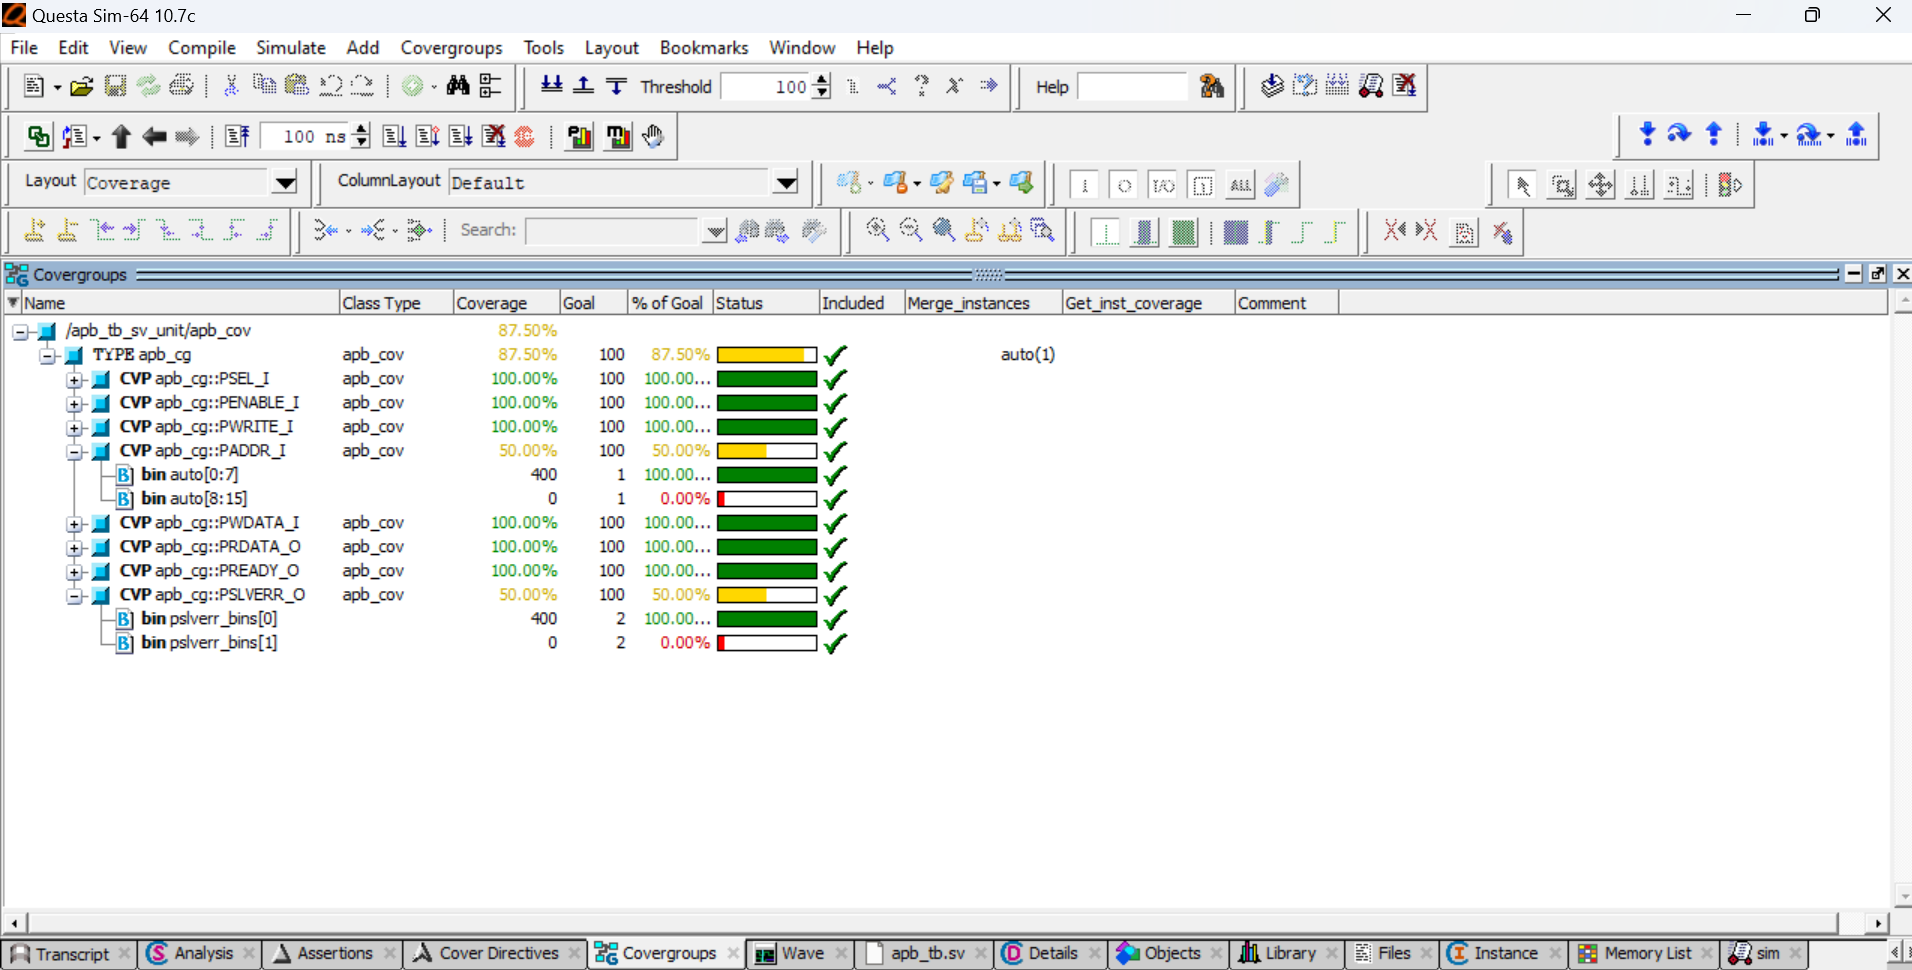 Questa Sim-64 10.7c
File Edit View Compile Simulate Add Covergroups Tools Layout Bookmarks Window Help
Threshold 100 Help
100 ns
Layout Coverage ColumnLayout Default I/O ALL
Search:
Covergroups
Name Class Type Coverage Goal % of Goal Status Included Merge_instances Get_inst_coverage Comment
/apb_tb_sv_unit/apb_cov 87.50%
TYPE apb_cg apb_cov 87.50% 100 87.50% auto(1)
CVP apb_cg::PSEL_I apb_cov 100.00% 100 100.00...
CVP apb_cg::PENABLE_I apb_cov 100.00% 100 100.00...
CVP apb_cg::PWRITE_I apb_cov 100.00% 100 100.00...
CVP apb_cg::PADDR_I apb_cov 50.00% 100 50.00%
B] bin auto[0:7] 400 1 100.00...
B] bin auto[8:15] 0 1 0.00%
CVP apb_cg::PWDATA_I apb_cov 100.00% 100 100.00...
CVP apb_cg::PRDATA_O apb_cov 100.00% 100 100.00...
CVP apb_cg::PREADY_O apb_cov 100.00% 100 100.00...
CVP apb_cg::PSLVERR_O apb_cov 50.00% 100 50.00%
B] bin pslverr_bins[0] 400 2 100.00...
B] bin pslverr_bins[1] 0 2 0.00%
Transcript Analysis Assertions Cover Directives Covergroups Wave apb_tb.sv Details Objects Library Files Instance Memory List sim